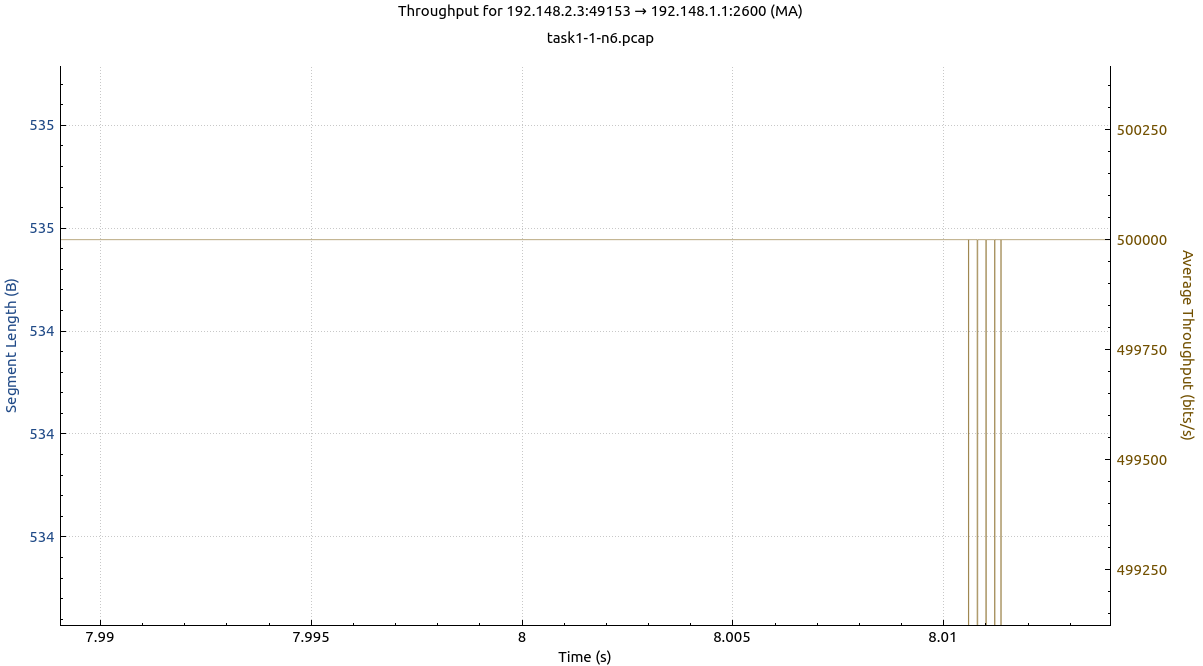 Throughput for 192.148.2.3:49153 → 192.148.1.1:2600 (MA)
task1-1-n6.pcap
Segment Length (B)
535
535
534
534
534
500250
500000
499750
499500
499250
Average Throughput (bits/s)
7.99 7.995 8 8.005 8.01
Time (s)